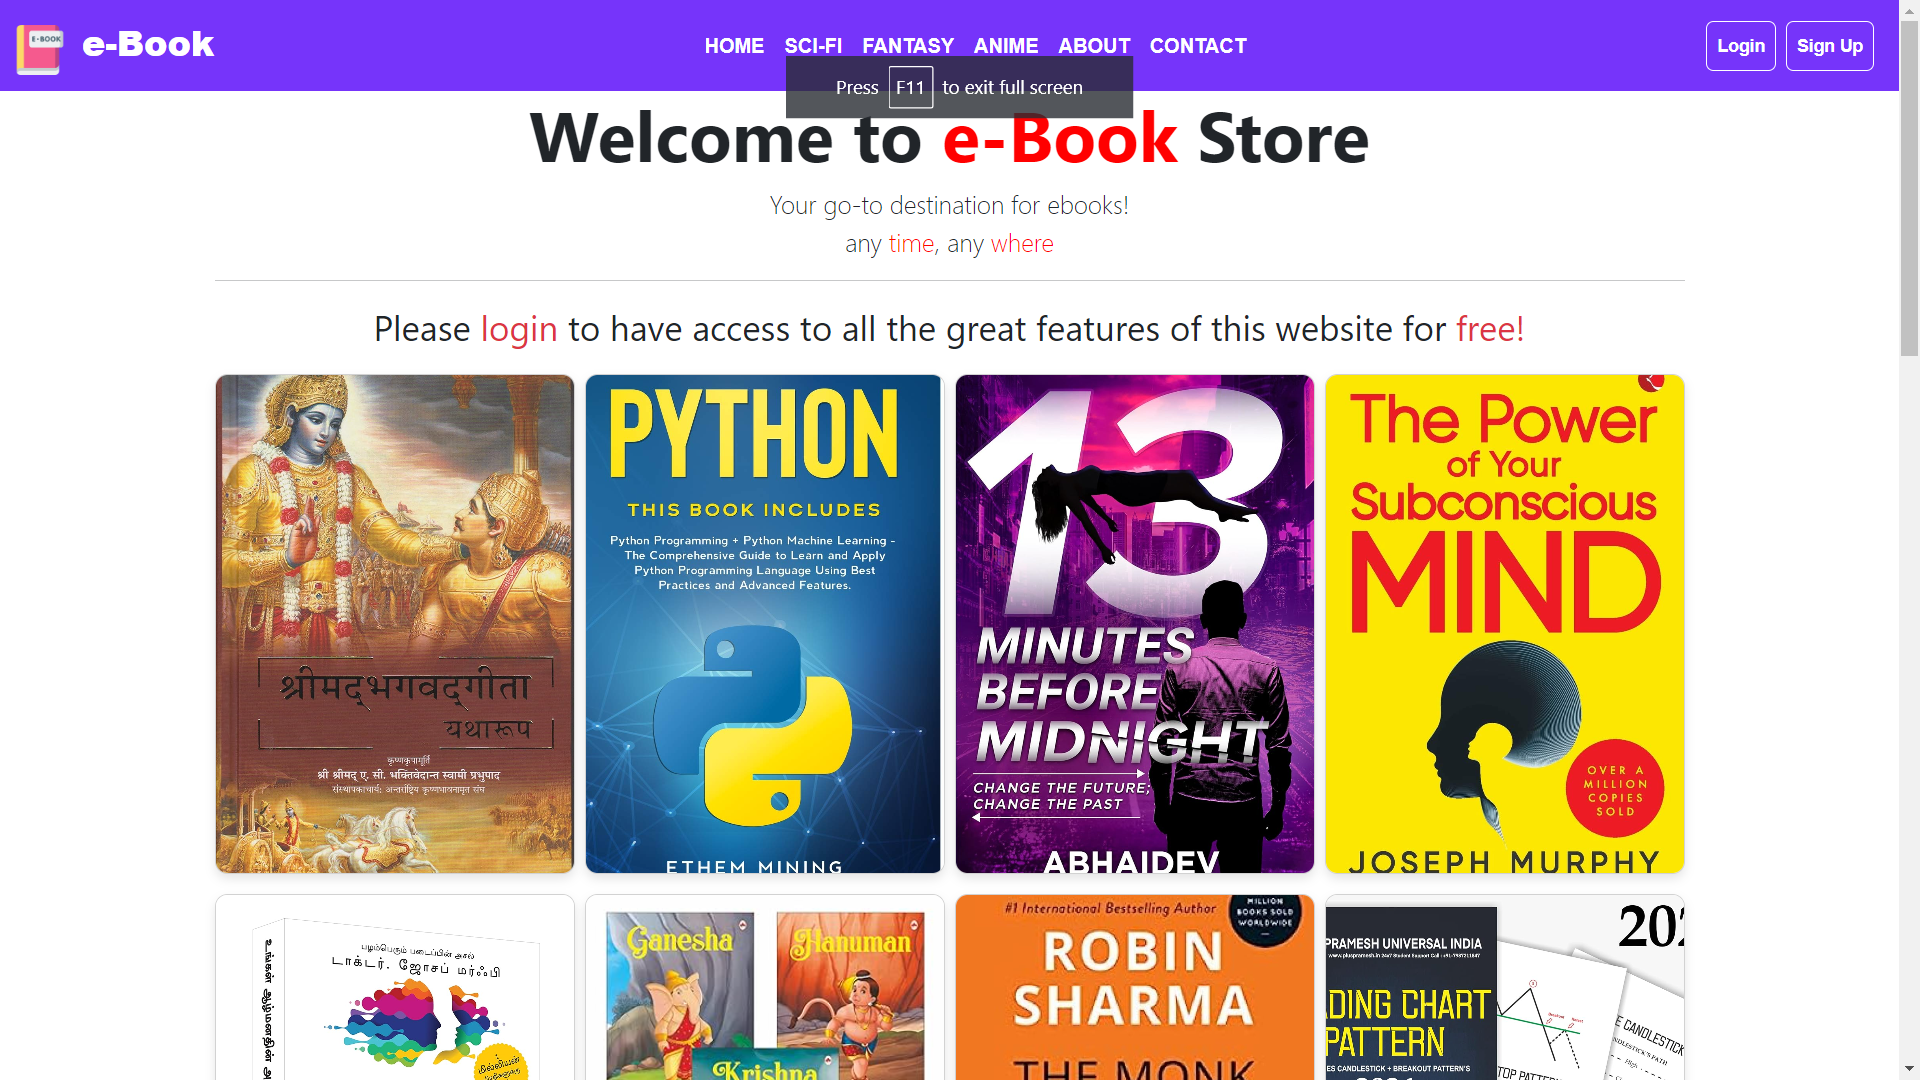 E-BOOK
e-Book
HOME SCI-FI FANTASY ANIME ABOUT CONTACT
Login
Sign Up
Press F11 to exit full screen
Welcome to e-Book Store
Your go-to destination for ebooks!
any time, any where
Please login to have access to all the great features of this website for free!
श्रीमद्भगवद्गीता
यथारूप
कृष्णकृपामूर्ति
श्री श्रीमद् ए. सी. भक्तिवेदान्त स्वामी प्रभुपाद
संस्थापकाचार्य: अन्तर्राष्ट्रीय कृष्णभावनामृत संघ
PYTHON
THIS BOOK INCLUDES
Python Programming + Python Machine Learning -
The Comprehensive Guide to Learn and Apply
Python Programming Language Using Best
Practices and Advanced Features.
ETHEM MINING
13
MINUTES
BEFORE
MIDNIGHT
CHANGE THE FUTURE;
CHANGE THE PAST
ABHAIDEV
The Power
of Your
Subconscious
MIND
OVER A
MILLION
COPIES
SOLD
JOSEPH MURPHY
பழம்பெரும் படைப்பின் அசல்
டாக்டர். ஜோசப் மர்ஃபி
உங்கள் ஆழ்மனதின்
Ganesha
Hanuman
Krishna
#1 International Bestselling Author
MILLION
BOOKS SOLD
WORLDWIDE
ROBIN
SHARMA
THE MONK
PRAMESH UNIVERSAL INDIA
DING CHART
PATTERN
ES CANDLESTICK + BREAKOUT PATTERN'S
202
E CANDLESTICK
TOP PATTERN